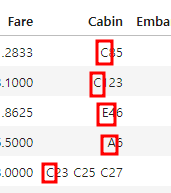 Fare Cabin Emba
.2833 C85
.1000 C123
.8625 E46
.5000 A6
.0000 C23 C25 C27